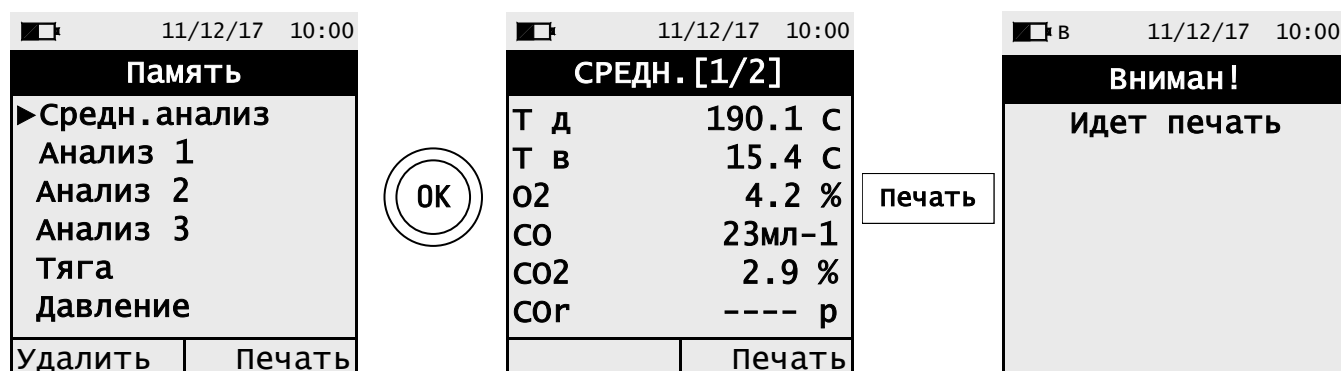 11/12/17 10:00
Память
►Средн.анализ
Анализ 1
Анализ 2
Анализ 3
Тяга
Давление
Удалить Печать
OK
11/12/17 10:00
СРЕДН.[1/2]
Т д 190.1 С
Т в 15.4 С
O2 4.2 %
CO 23мл-1
CO2 2.9 %
COr ---- р
Печать
Печать
В 11/12/17 10:00
Вниман!
Идет печать